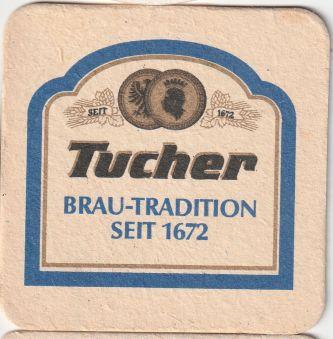 SEIT 1672
Tucher
BRAU-TRADITION
SEIT 1672